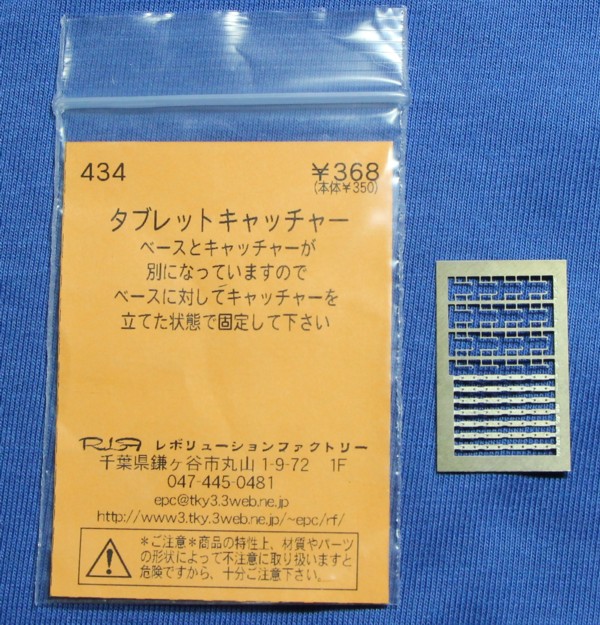 434 ¥368
(本体¥350)
タブレットキャッチャー
ベースとキャッチャーが
別になっていますので
ベースに対してキャッチャーを
立てた状態で固定して下さい
レボリューションファクトリー
千葉県鎌ヶ谷市丸山 1-9-72 1F
047-445-0481
epc@tky3.3web.ne.jp
http://www3.tky.3web.ne.jp/~epc/rf/
*ご注意*商品の特性上、材質やパーツ
の形状によって不注意に取り扱いますと
危険ですから、十分ご注意下さい。